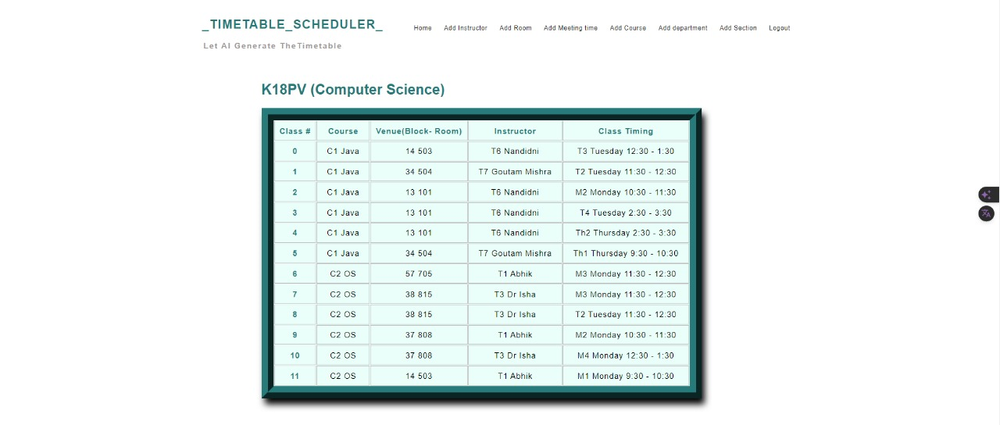 _TIMETABLE_SCHEDULER_
Home Add Instructor Add Room Add Meeting time Add Course Add department Add Section Logout
Let AI Generate TheTimetable
K18PV (Computer Science)
Class # Course Venue(Block- Room) Instructor Class Timing
0 C1 Java 14 503 T6 Nandidni T3 Tuesday 12:30 - 1:30
1 C1 Java 34 504 T7 Goutam Mishra T2 Tuesday 11:30 - 12:30
2 C1 Java 13 101 T6 Nandidni M2 Monday 10:30 - 11:30
3 C1 Java 13 101 T6 Nandidni T4 Tuesday 2:30 - 3:30
4 C1 Java 13 101 T6 Nandidni Th2 Thursday 2:30 - 3:30
5 C1 Java 34 504 T7 Goutam Mishra Th1 Thursday 9:30 - 10:30
6 C2 OS 57 705 T1 Abhik M3 Monday 11:30 - 12:30
7 C2 OS 38 815 T3 Dr Isha M3 Monday 11:30 - 12:30
8 C2 OS 38 815 T3 Dr Isha T2 Tuesday 11:30 - 12:30
9 C2 OS 37 808 T1 Abhik M2 Monday 10:30 - 11:30
10 C2 OS 37 808 T3 Dr Isha M4 Monday 12:30 - 1:30
11 C2 OS 14 503 T1 Abhik M1 Monday 9:30 - 10:30